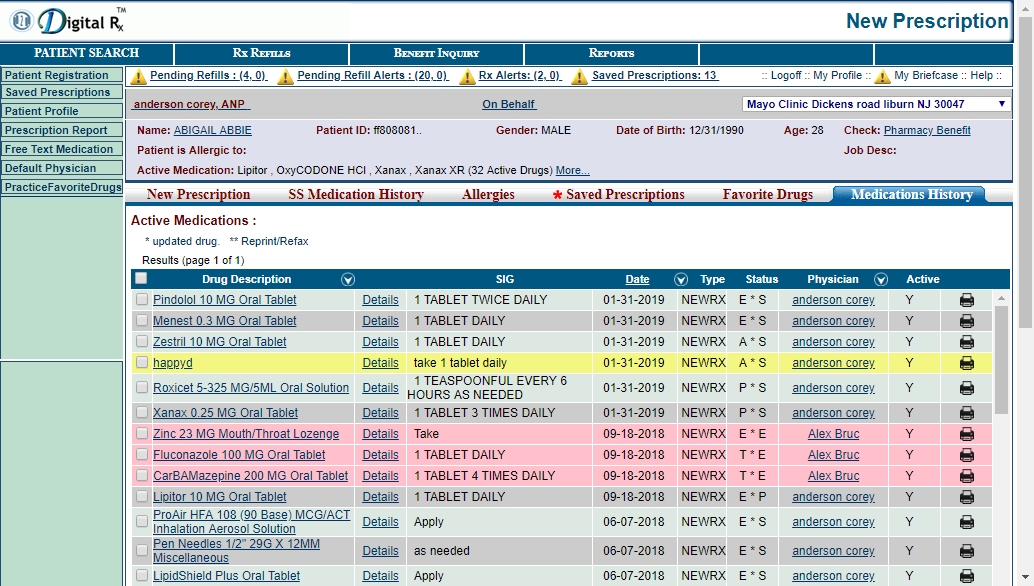 Digital Rx TM
New Prescription
PATIENT SEARCH RX REFILLS BENEFIT INQUIRY REPORTS
Patient Registration
Saved Prescriptions
Patient Profile
Prescription Report
Free Text Medication
Default Physician
PracticeFavoriteDrugs
Pending Refills : (4, 0) Pending Refill Alerts : (20, 0) Rx Alerts: (2, 0) Saved Prescriptions: 13 :: Logoff :: My Profile :: My Briefcase :: Help ::
anderson corey, ANP On Behalf Mayo Clinic Dickens road liburn NJ 30047
Name: ABIGAIL ABBIE Patient ID: ff808081.. Gender: MALE Date of Birth: 12/31/1990 Age: 28 Check: Pharmacy Benefit
Patient is Allergic to: Job Desc:
Active Medication: Lipitor , OxyCODONE HCl , Xanax , Xanax XR (32 Active Drugs) More...
New Prescription SS Medication History Allergies * Saved Prescriptions Favorite Drugs Medications History
Active Medications :
* updated drug. ** Reprint/Refax
Results (page 1 of 1)
Drug Description SIG Date Type Status Physician Active
Pindolol 10 MG Oral Tablet Details 1 TABLET TWICE DAILY 01-31-2019 NEWRX E * S anderson corey Y
Menest 0.3 MG Oral Tablet Details 1 TABLET DAILY 01-31-2019 NEWRX E * S anderson corey Y
Zestril 10 MG Oral Tablet Details 1 TABLET DAILY 01-31-2019 NEWRX A * S anderson corey Y
happyd Details take 1 tablet daily 01-31-2019 NEWRX A * S anderson corey Y
Roxicet 5-325 MG/5ML Oral Solution Details 1 TEASPOONFUL EVERY 6 HOURS AS NEEDED 01-31-2019 NEWRX P * S anderson corey Y
Xanax 0.25 MG Oral Tablet Details 1 TABLET 3 TIMES DAILY 01-31-2019 NEWRX P * S anderson corey Y
Zinc 23 MG Mouth/Throat Lozenge Details Take 09-18-2018 NEWRX E * E Alex Bruc Y
Fluconazole 100 MG Oral Tablet Details 1 TABLET DAILY 09-18-2018 NEWRX T * E Alex Bruc Y
CarBAMazepine 200 MG Oral Tablet Details 1 TABLET 4 TIMES DAILY 09-18-2018 NEWRX T * E Alex Bruc Y
Lipitor 10 MG Oral Tablet Details 1 TABLET DAILY 09-18-2018 NEWRX E * P anderson corey Y
ProAir HFA 108 (90 Base) MCG/ACT Inhalation Aerosol Solution Details Apply 06-07-2018 NEWRX E * S anderson corey Y
Pen Needles 1/2" 29G X 12MM Miscellaneous Details as needed 06-07-2018 NEWRX E * S anderson corey Y
LipidShield Plus Oral Tablet Details Apply 06-07-2018 NEWRX E * S anderson corey Y